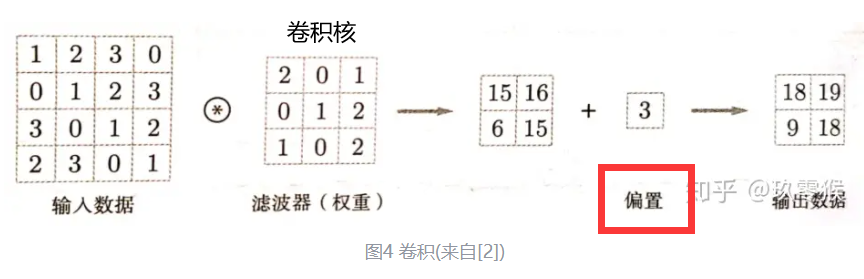 卷积核
1 2 3 0
0 1 2 3
3 0 1 2
2 3 0 1
⊛
2 0 1
0 1 2
1 0 2
15 16
6 15
+
3
18 19
9 18
输入数据
滤波器（权重）
偏置
输出数据
知乎 @玖零猴
图4 卷积(来自[2])